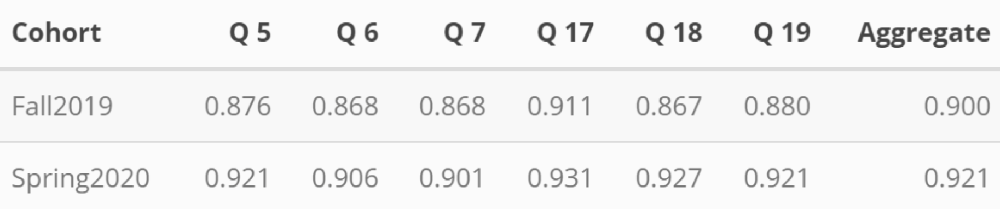 Cohort Q 5 Q 6 Q 7 Q 17 Q 18 Q 19 Aggregate
Fall2019 0.876 0.868 0.868 0.911 0.867 0.880 0.900
Spring2020 0.921 0.906 0.901 0.931 0.927 0.921 0.921